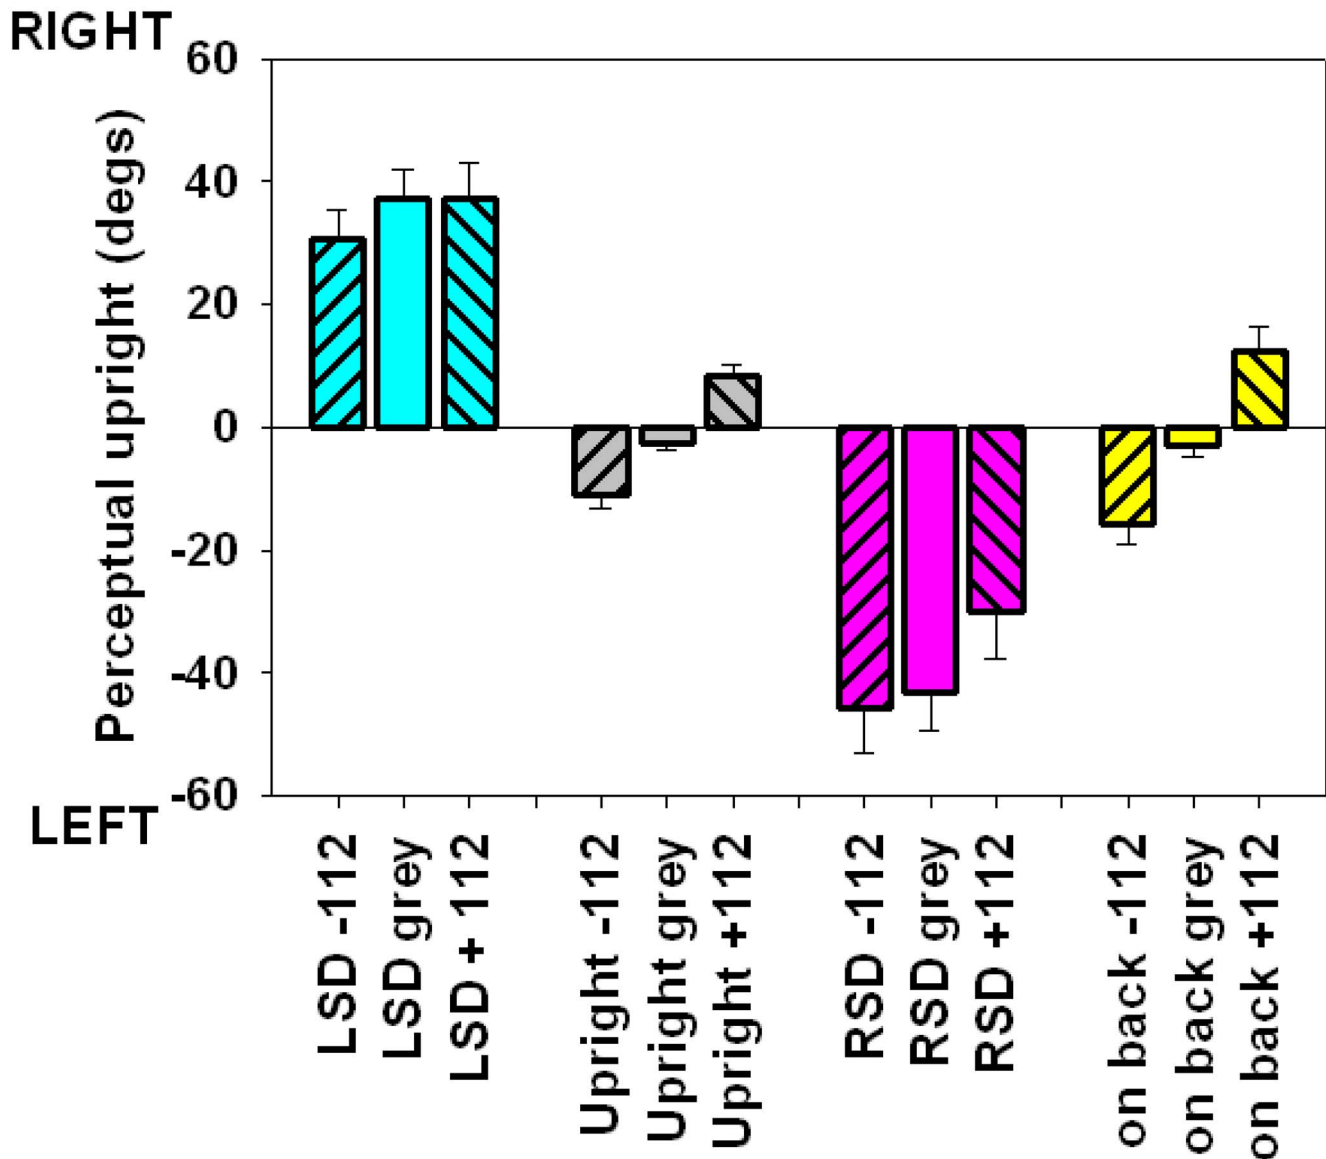 RIGHT
Perceptual upright (degs)
60
40
20
0
-20
-40
-60
LEFT
LSD -112
LSD grey
LSD + 112
Upright -112
Upright grey
Upright +112
RSD -112
RSD grey
RSD +112
on back -112
on back grey
on back +112